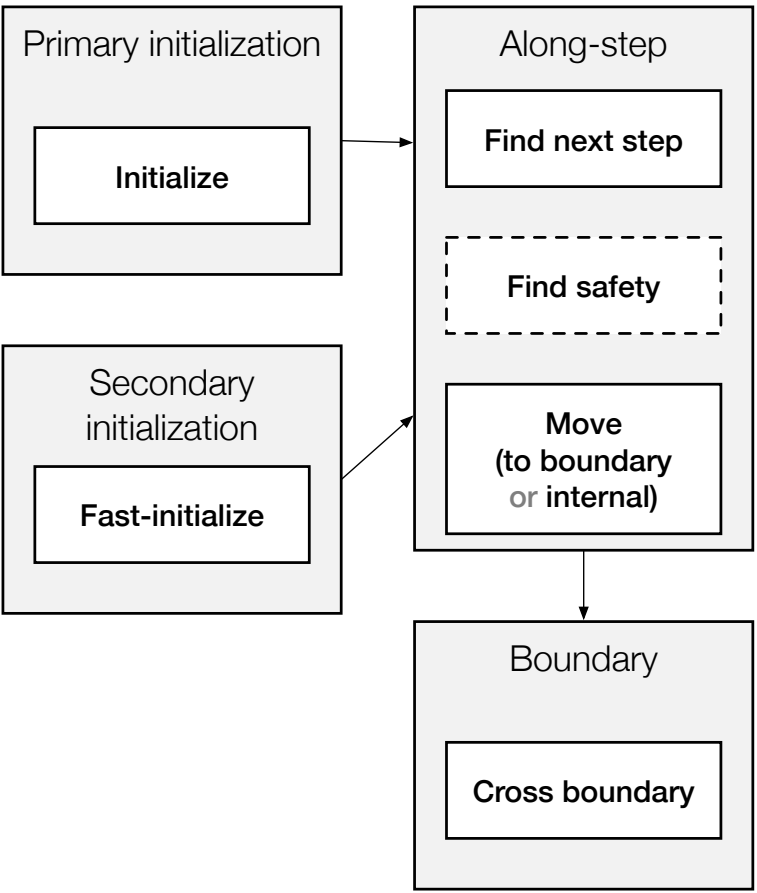 Primary initialization
Initialize
Secondary
initialization
Fast-initialize
Along-step
Find next step
Find safety
Move
(to boundary
or internal)
Boundary
Cross boundary